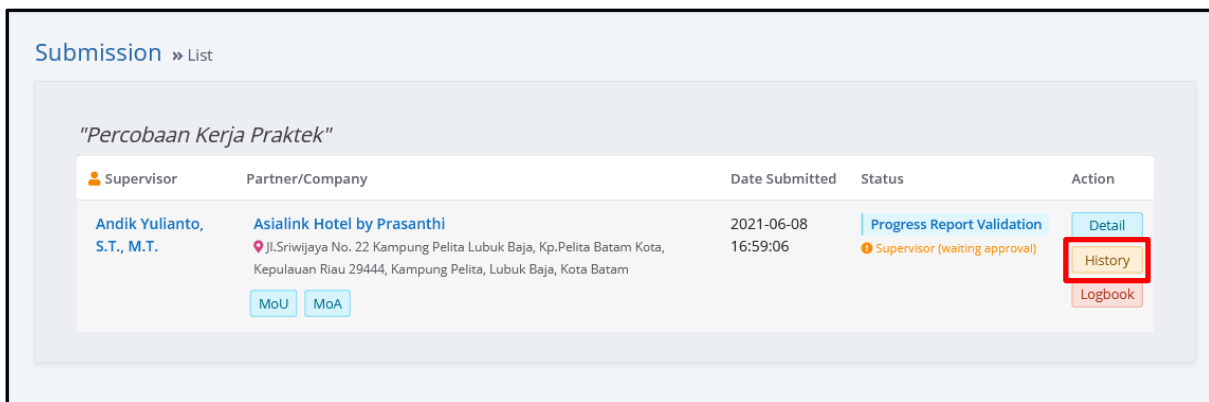 Submission » List
"Percobaan Kerja Praktek"
Supervisor Partner/Company Date Submitted Status Action
Andik Yulianto, S.T., M.T.
Asialink Hotel by Prasanthi
Jl.Sriwijaya No. 22 Kampung Pelita Lubuk Baja, Kp.Pelita Batam Kota,
Kepulauan Riau 29444, Kampung Pelita, Lubuk Baja, Kota Batam
MoU MoA
2021-06-08
16:59:06
Progress Report Validation
Supervisor (waiting approval)
Detail
History
Logbook